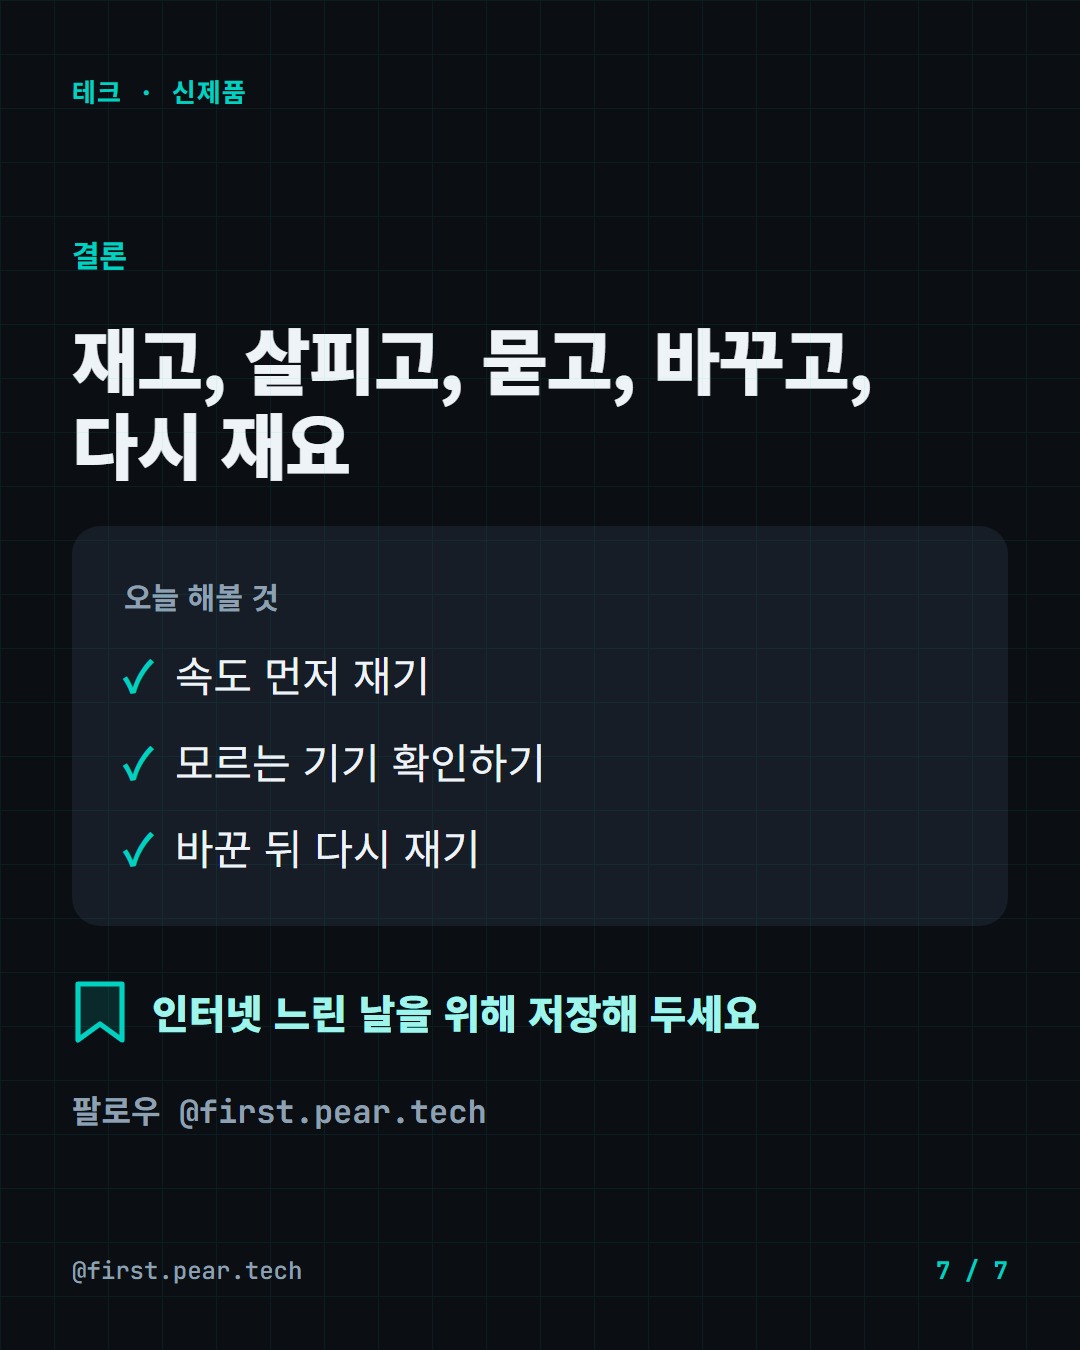 테크 · 신제품
결론
재고, 살피고, 묻고, 바꾸고,
다시 재요
오늘 해볼 것
✓ 속도 먼저 재기
✓ 모르는 기기 확인하기
✓ 바꾼 뒤 다시 재기
인터넷 느린 날을 위해 저장해 두세요
팔로우 @first.pear.tech
@first.pear.tech
7 / 7